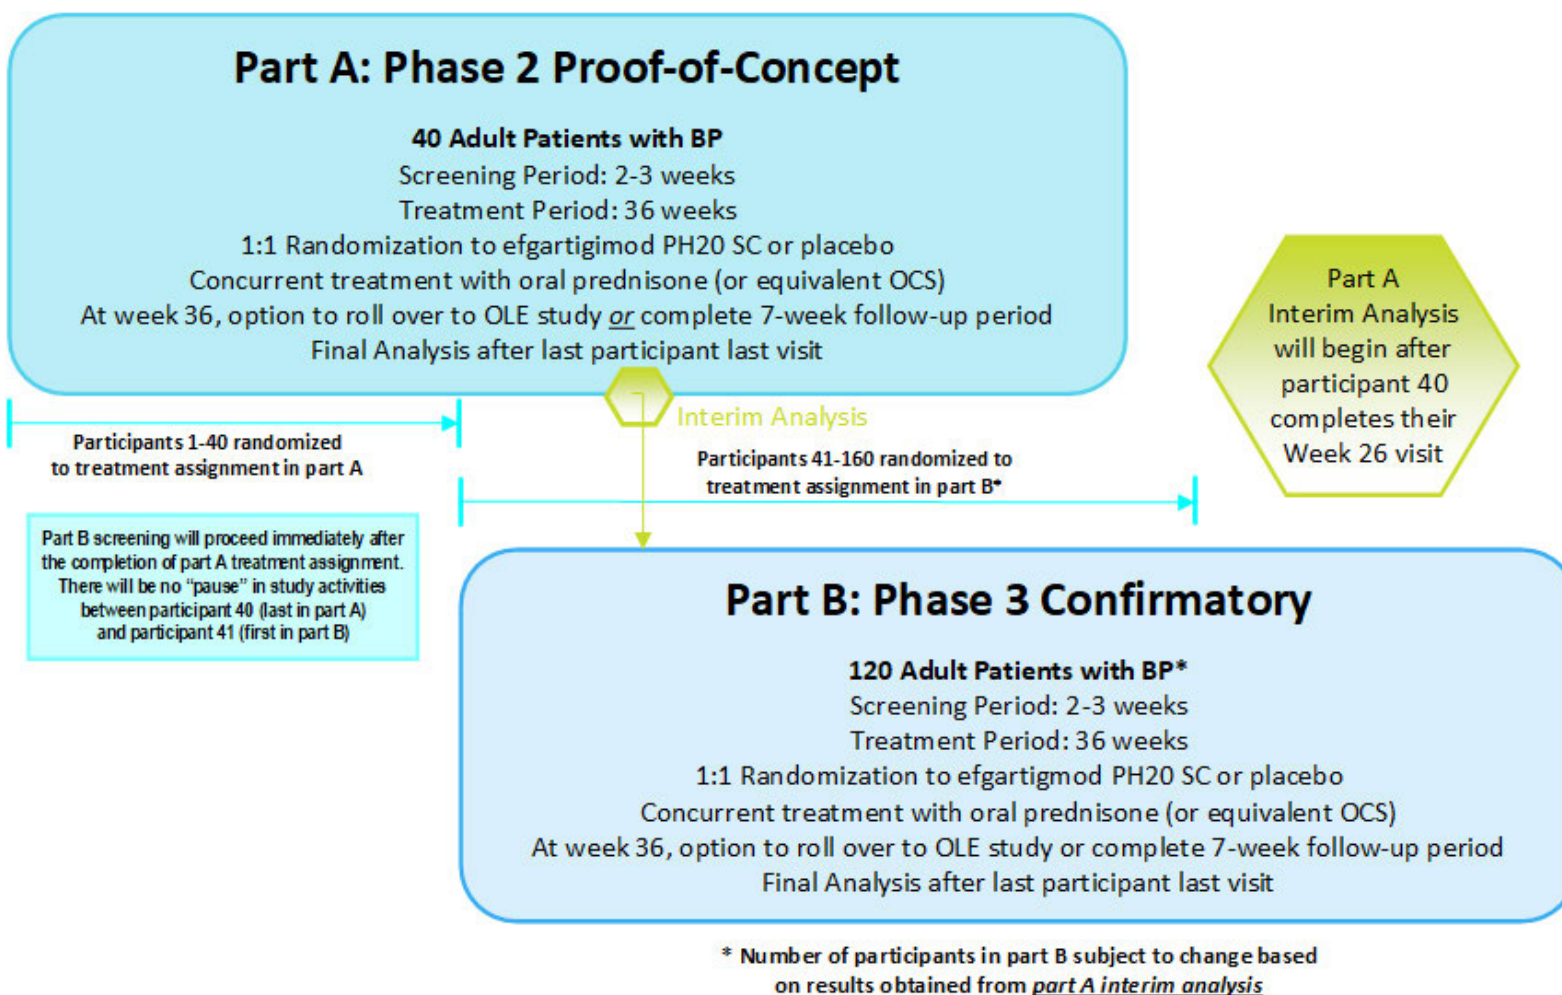 Part A: Phase 2 Proof-of-Concept
40 Adult Patients with BP
Screening Period: 2-3 weeks
Treatment Period: 36 weeks
1:1 Randomization to efgartigimod PH20 SC or placebo
Concurrent treatment with oral prednisone (or equivalent OCS)
At week 36, option to roll over to OLE study or complete 7-week follow-up period
Final Analysis after last participant last visit
Part A
Interim Analysis
will begin after
participant 40
completes their
Week 26 visit
Interim Analysis
Participants 1-40 randomized
to treatment assignment in part A
Participants 41-160 randomized to
treatment assignment in part B*
Part B screening will proceed immediately after
the completion of part A treatment assignment.
There will be no “pause” in study activities
between participant 40 (last in part A)
and participant 41 (first in part B)
Part B: Phase 3 Confirmatory
120 Adult Patients with BP*
Screening Period: 2-3 weeks
Treatment Period: 36 weeks
1:1 Randomization to efgartigmod PH20 SC or placebo
Concurrent treatment with oral prednisone (or equivalent OCS)
At week 36, option to roll over to OLE study or complete 7-week follow-up period
Final Analysis after last participant last visit
* Number of participants in part B subject to change based
on results obtained from part A interim analysis